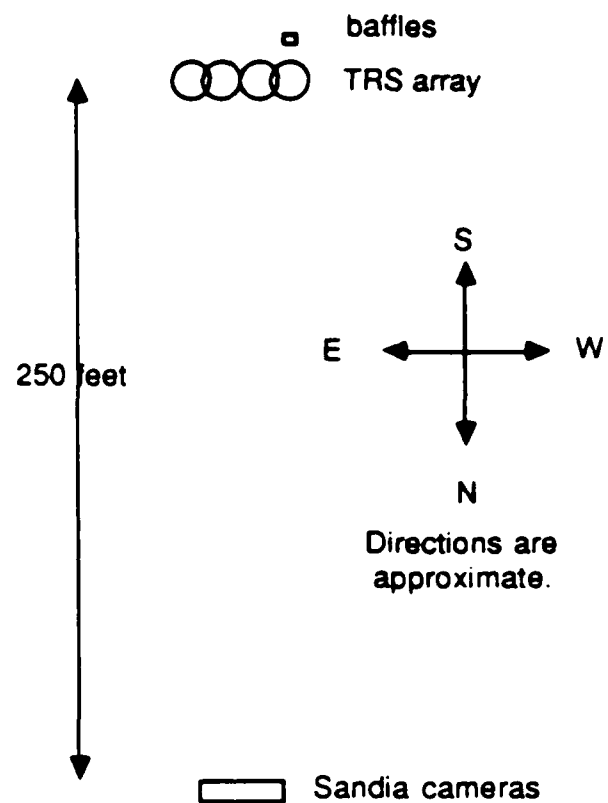 baffles
TRS array
S
E
W
250 feet
N
Directions are
approximate.
Sandia cameras